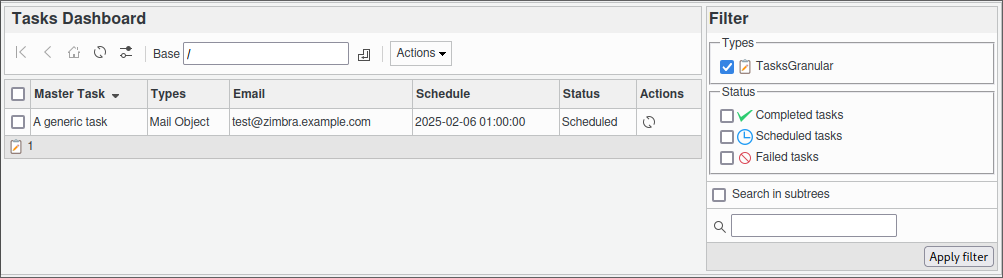 Tasks Dashboard
Base /
Actions
Master Task Types Email Schedule Status Actions
A generic task Mail Object test@zimbra.example.com 2025-02-06 01:00:00 Scheduled
1
Filter
Types
TasksGranular
Status
Completed tasks
Scheduled tasks
Failed tasks
Search in subtrees
Apply filter